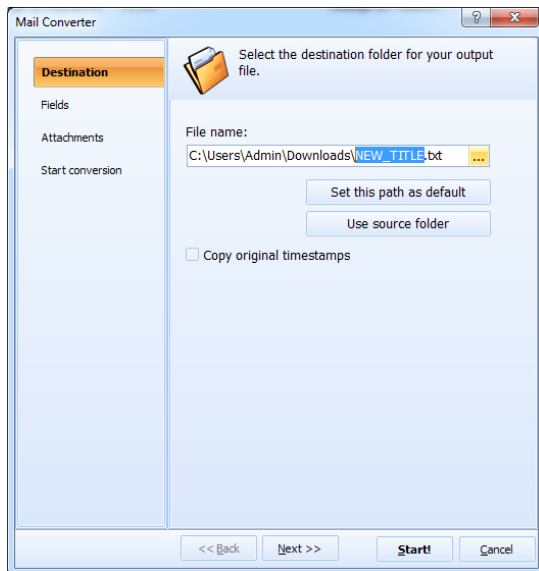 Mail Converter
?
X
Destination
Fields
Attachments
Start conversion
Select the destination folder for your output
file.
File name:
C:\Users\Admin\Downloads\NEW_TITLE.txt ...
Set this path as default
Use source folder
Copy original timestamps
<< Back
Next >>
Start!
Cancel